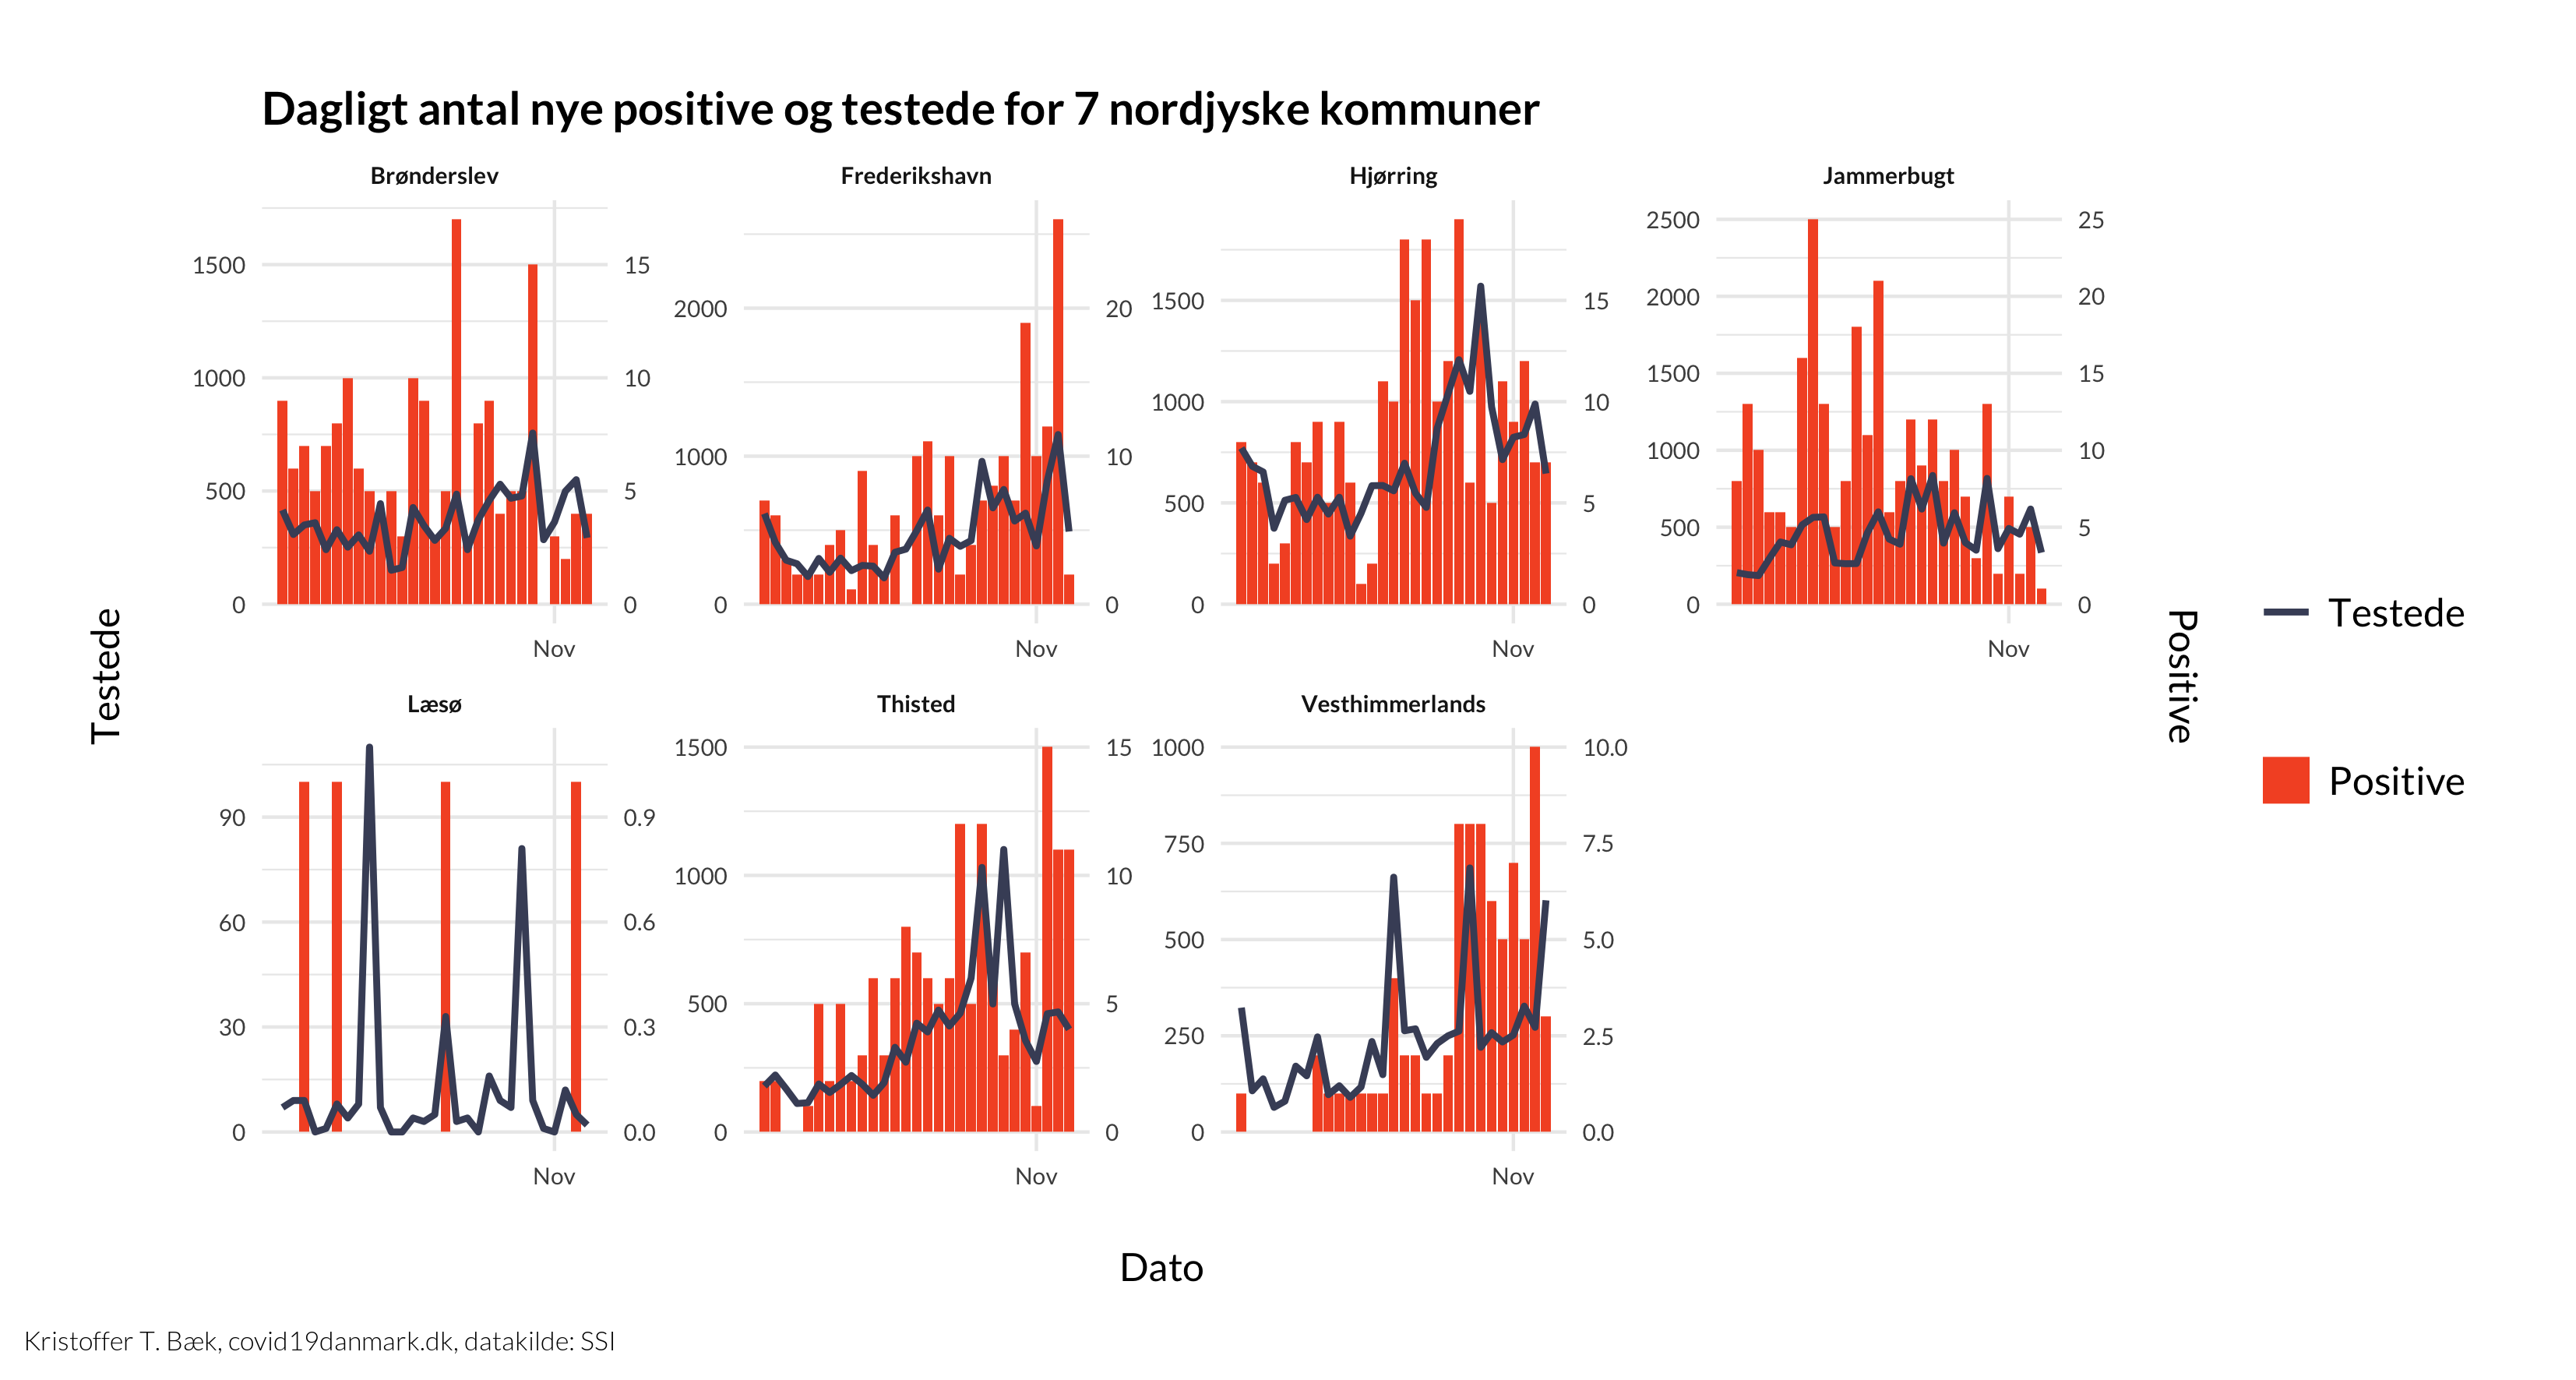 Dagligt antal nye positive og testede for 7 nordjyske kommuner
Brønderslev
Frederikshavn
Hjørring
Jammerbugt
1500
1000
500
0
15
10
5
0
2000
1000
0
20
10
0
1500
1000
500
0
15
10
5
0
2500
2000
1500
1000
500
0
25
20
15
10
5
0
Nov
Nov
Nov
Nov
Testede
Positive
Testede
Positive
Læsø
Thisted
Vesthimmerlands
90
60
30
0
0.9
0.6
0.3
0.0
1500
1000
500
0
15
10
5
0
1000
750
500
250
0
10.0
7.5
5.0
2.5
0.0
Nov
Nov
Nov
Dato
Kristoffer T. Bæk, covid19danmark.dk, datakilde: SSI